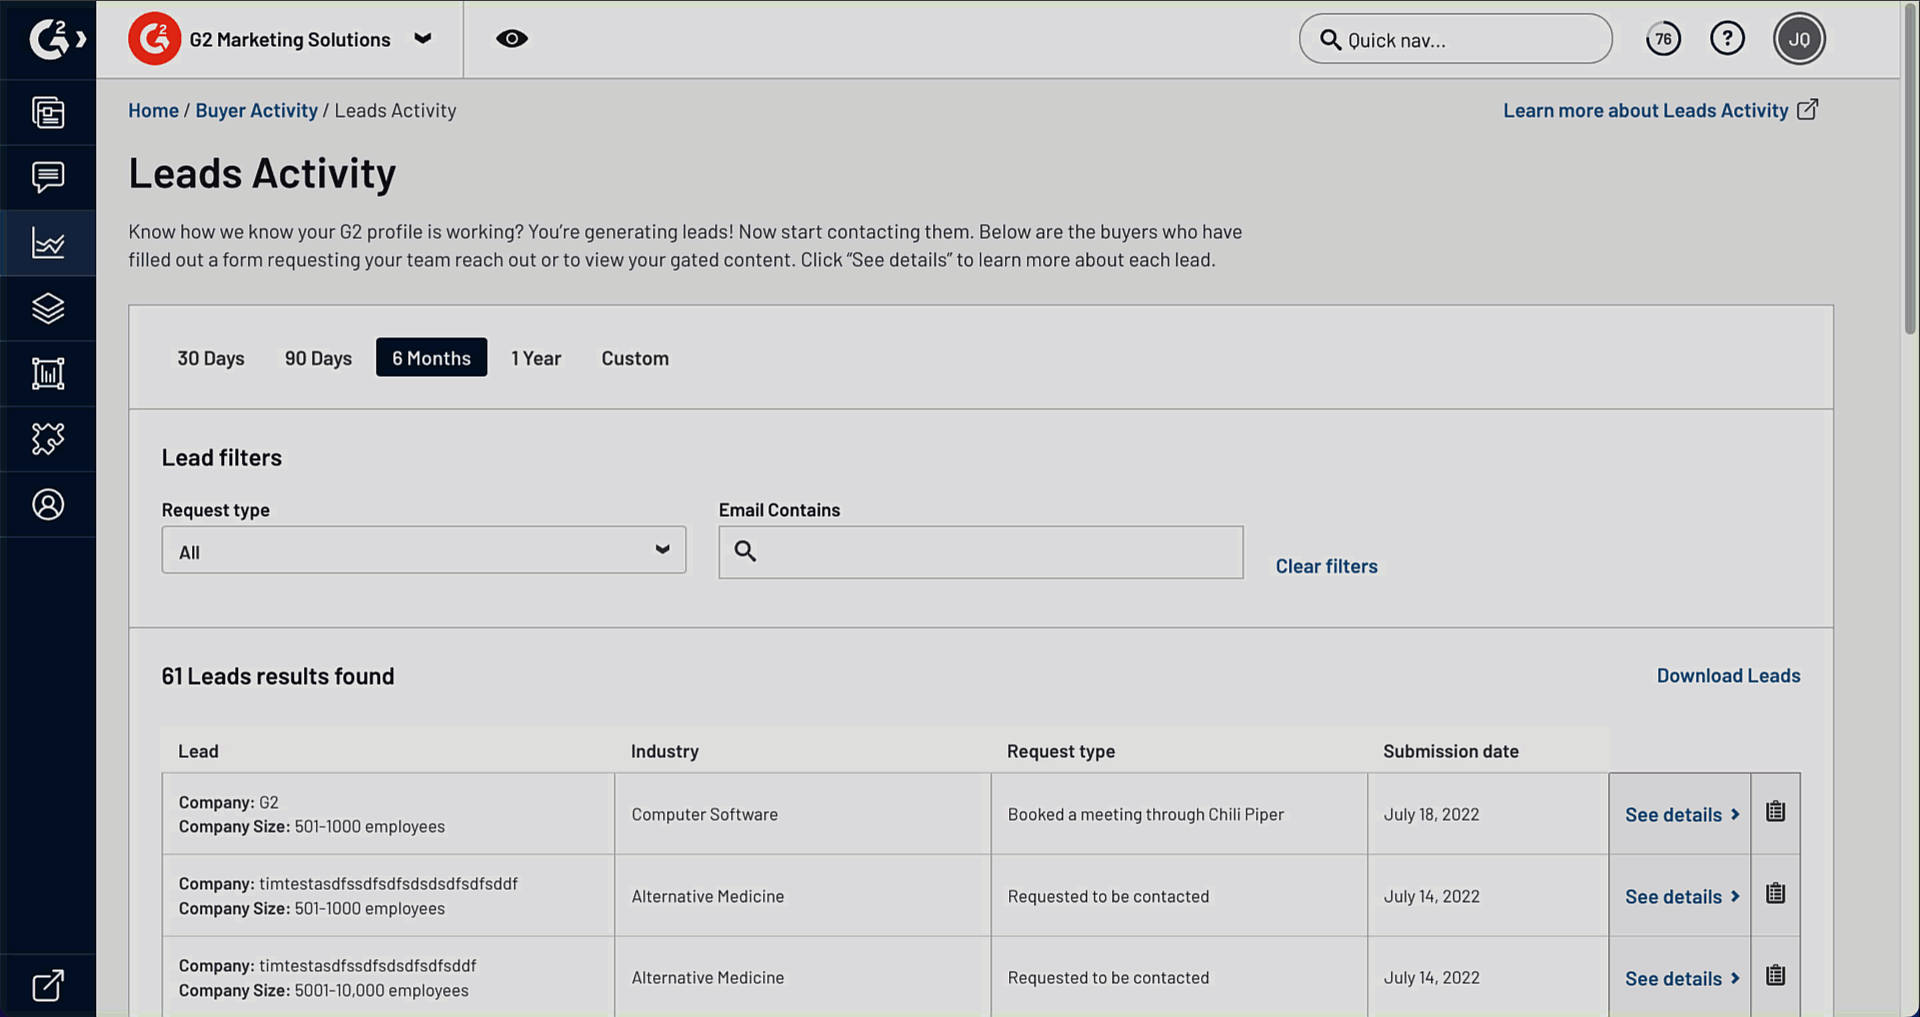 G2 Marketing Solutions
Quick nav...
76
?
JQ
Home / Buyer Activity / Leads Activity
Learn more about Leads Activity
Leads Activity
Know how we know your G2 profile is working? You're generating leads! Now start contacting them. Below are the buyers who have
filled out a form requesting your team reach out or to view your gated content. Click “See details” to learn more about each lead.
30 Days 90 Days 6 Months 1 Year Custom
Lead filters
Request type
All
Email Contains
Clear filters
61 Leads results found
Download Leads
Lead Industry Request type Submission date
Company: G2
Company Size: 501-1000 employees
Computer Software
Booked a meeting through Chili Piper
July 18, 2022
See details
Company: timtestasdfssdfsdfsdsdsdfsdfsddf
Company Size: 501-1000 employees
Alternative Medicine
Requested to be contacted
July 14, 2022
See details
Company: timtestasdfssdfsdsdfsdfsddf
Company Size: 5001-10,000 employees
Alternative Medicine
Requested to be contacted
July 14, 2022
See details